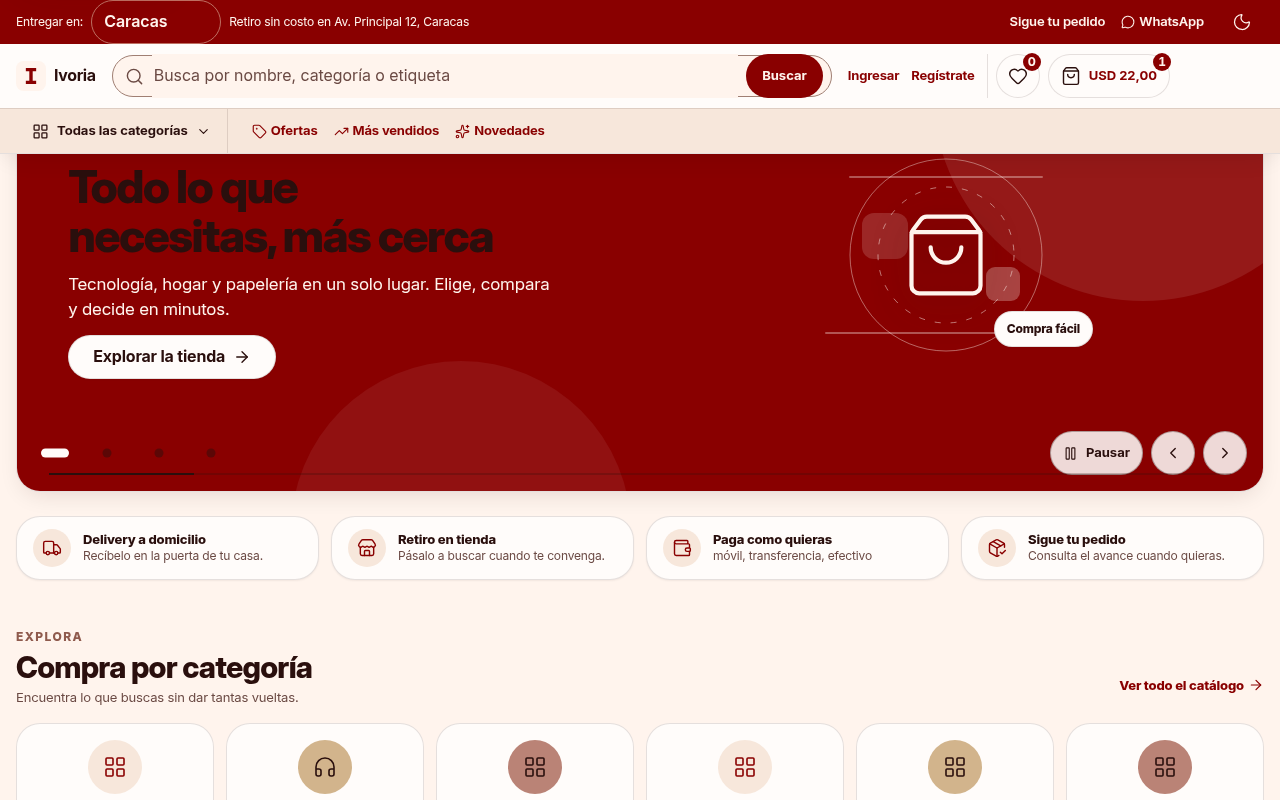 Entregar en:
Caracas
Retiro sin costo en Av. Principal 12, Caracas
Sigue tu pedido
WhatsApp
I
Ivoria
Busca por nombre, categoría o etiqueta
Buscar
Ingresar
Regístrate
0
USD 22,00
1
Todas las categorías
Ofertas
Más vendidos
Novedades
Todo lo que
necesitas, más cerca
Tecnología, hogar y papelería en un solo lugar. Elige, compara
y decide en minutos.
Explorar la tienda
Compra fácil
Pausar
Delivery a domicilio
Recíbelo en la puerta de tu casa.
Retiro en tienda
Pásalo a buscar cuando te convenga.
Paga como quieras
móvil, transferencia, efectivo
Sigue tu pedido
Consulta el avance cuando quieras.
EXPLORA
Compra por categoría
Encuentra lo que buscas sin dar tantas vueltas.
Ver todo el catálogo